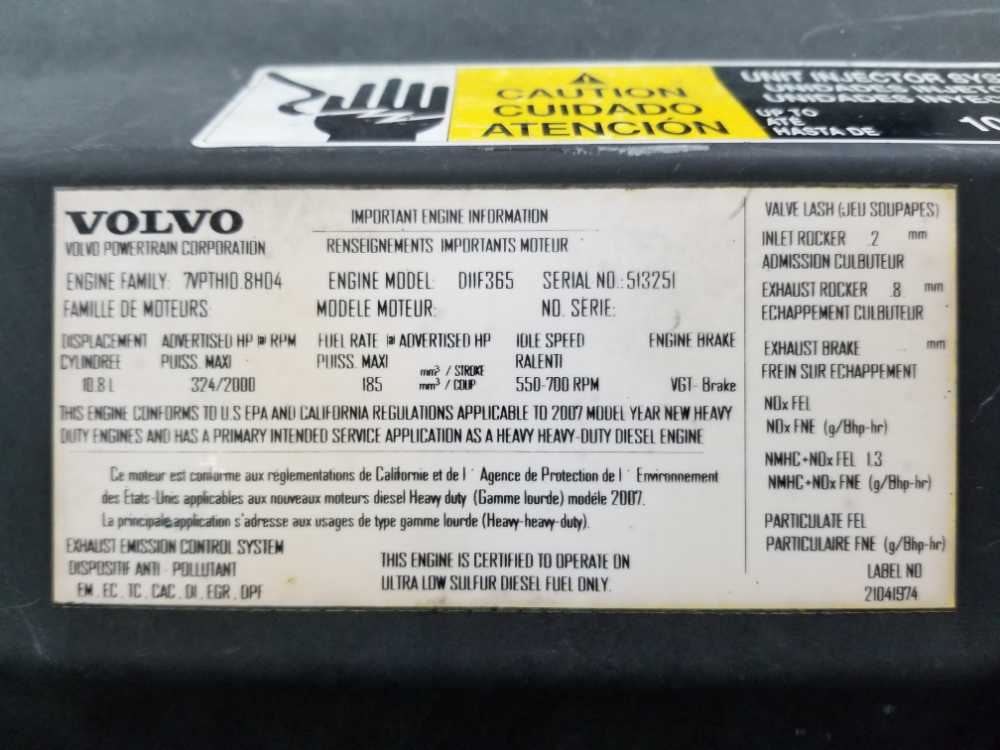 CAUTION
CUIDADO
ATENCIÓN
UNIT INJECTOR
UNIDADES
UNIDADES
UP TO
ATÉ
HASTA DE
10
VOLVO
VOLVO POWERTRAIN CORPORATION
IMPORTANT ENGINE INFORMATION
RENSEIGNEMENTS IMPORTANTS MOTEUR
ENGINE FAMILY: 7VPTH10.8H04 ENGINE MODEL: D11F365 SERIAL NO.:513251
FAMILLE DE MOTEURS: MODÈLE MOTEUR: NO. SÉRIE:
DISPLACEMENT ADVERTISED HP @ RPM FUEL RATE @ ADVERTISED HP IDLE SPEED ENGINE BRAKE
CYLINDREE PUISS. MAXI PUISS. MAXI mm³ / STROKE RALENTI
10.8 L 324/2000 185 mm³ / COUP 550-700 RPM VGT- Brake
THIS ENGINE CONFORMS TO U.S EPA AND CALIFORNIA REGULATIONS APPLICABLE TO 2007 MODEL YEAR NEW HEAVY
DUTY ENGINES AND HAS A PRIMARY INTENDED SERVICE APPLICATION AS A HEAVY HEAVY-DUTY DIESEL ENGINE
Ce moteur est conforme aux réglementations de Californie et de l' Agence de Protection de l' Environnement
des États-Unis applicables aux nouveaux moteurs diesel Heavy duty (Gamme lourde) modèle 2007.
La principale application s'adresse aux usages de type gamme lourde (Heavy-heavy-duty).
EXHAUST EMISSION CONTROL SYSTEM
DISPOSITIF ANTI - POLLUTANT
EM , EC , TC , CAC , DI , EGR , DPF
THIS ENGINE IS CERTIFIED TO OPERATE ON
ULTRA LOW SULFUR DIESEL FUEL ONLY.
VALVE LASH (JEU SOUPAPES)
INLET ROCKER .2 mm
ADMISSION CULBUTEUR
EXHAUST ROCKER .8 mm
ECHAPPEMENT CULBUTEUR
EXHAUST BRAKE mm
FREIN SUR ECHAPPEMENT
NOx FEL
NOx FNE (g/Bhp-hr)
NMHC+NOx FEL 1.3
NMHC+NOx FNE (g/Bhp-hr)
PARTICULATE FEL
PARTICULAIRE FNE (g/Bhp-hr)
LABEL NO
21041974